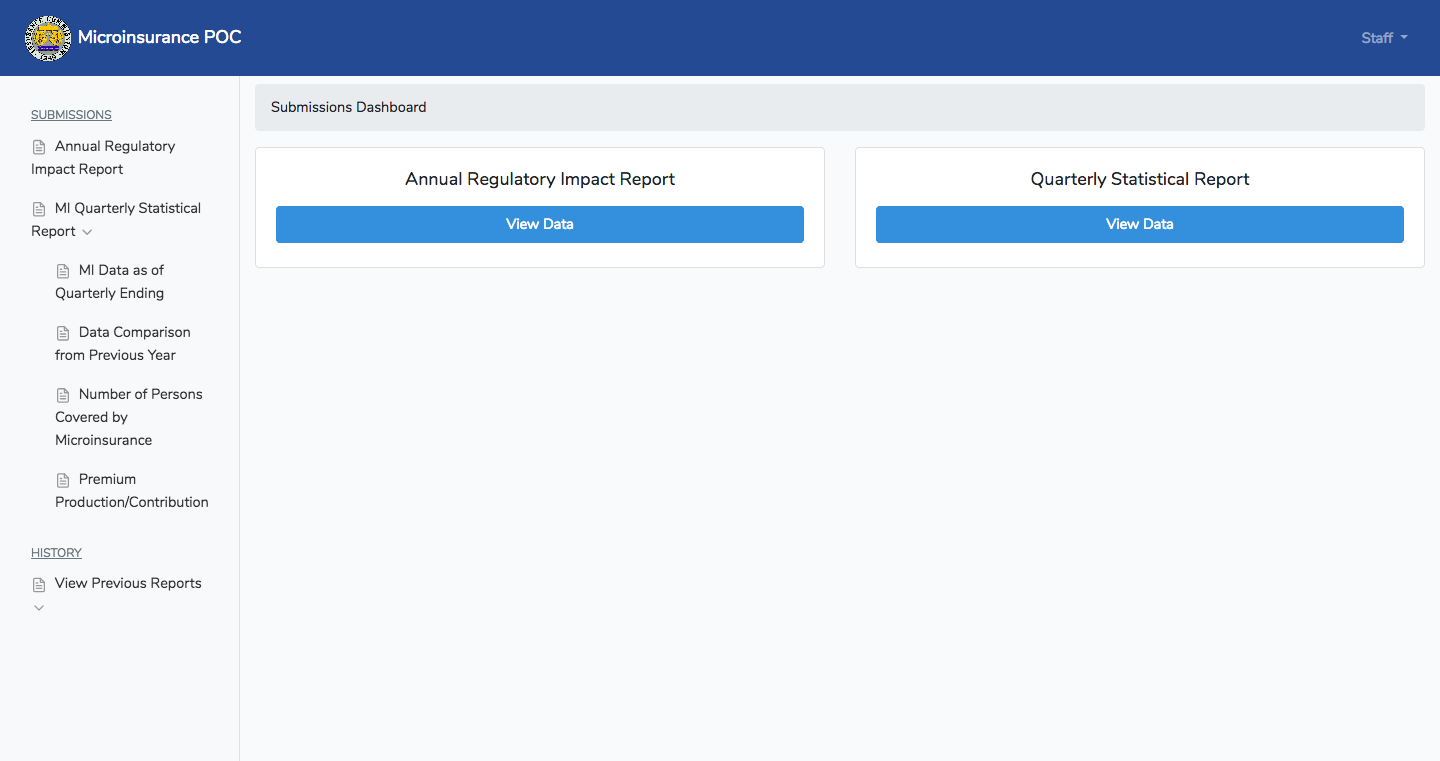 Microinsurance POC
Staff
SUBMISSIONS
Annual Regulatory
Impact Report
MI Quarterly Statistical
Report
MI Data as of
Quarterly Ending
Data Comparison
from Previous Year
Number of Persons
Covered by
Microinsurance
Premium
Production/Contribution
HISTORY
View Previous Reports
Submissions Dashboard
Annual Regulatory Impact Report
View Data
Quarterly Statistical Report
View Data